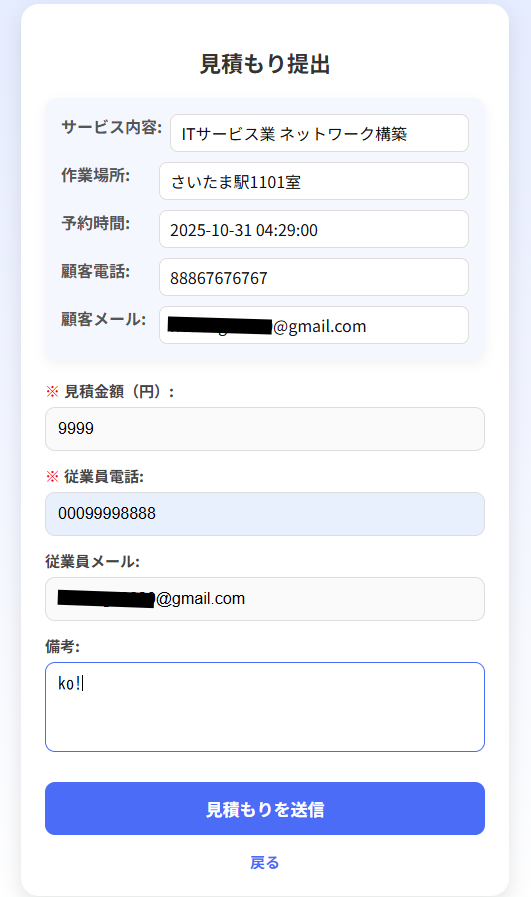 見積もり提出
サービス内容: ITサービス業 ネットワーク構築
作業場所: さいたま駅1101室
予約時間: 2025-10-31 04:29:00
顧客電話: 88867676767
顧客メール: @gmail.com
※ 見積金額（円）:
9999
※ 従業員電話:
00099998888
従業員メール:
@gmail.com
備考:
ko!
見積もりを送信
戻る